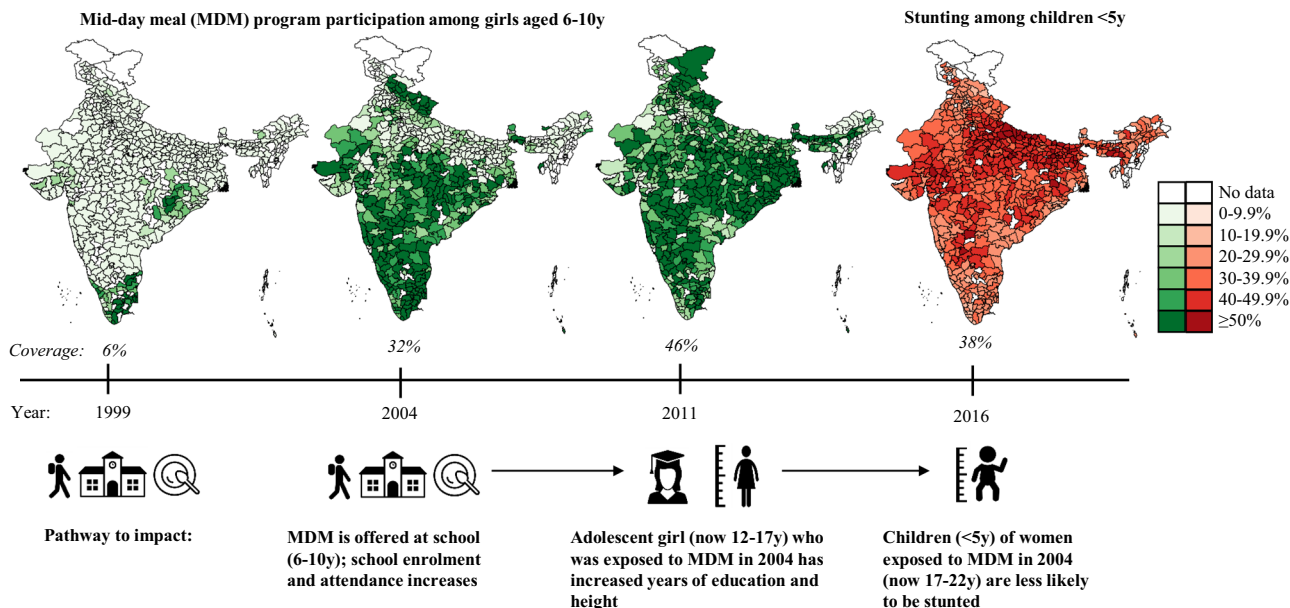 Mid-day meal (MDM) program participation among girls aged 6-10y
Stunting among children <5y
No data
0-9.9%
10-19.9%
20-29.9%
30-39.9%
40-49.9%
≥50%
Coverage: 6% 32% 46% 38%
Year: 1999 2004 2011 2016
Pathway to impact:
MDM is offered at school
(6-10y); school enrolment
and attendance increases
Adolescent girl (now 12-17y) who
was exposed to MDM in 2004 has
increased years of education and
height
Children (<5y) of women
exposed to MDM in 2004
(now 17-22y) are less likely
to be stunted